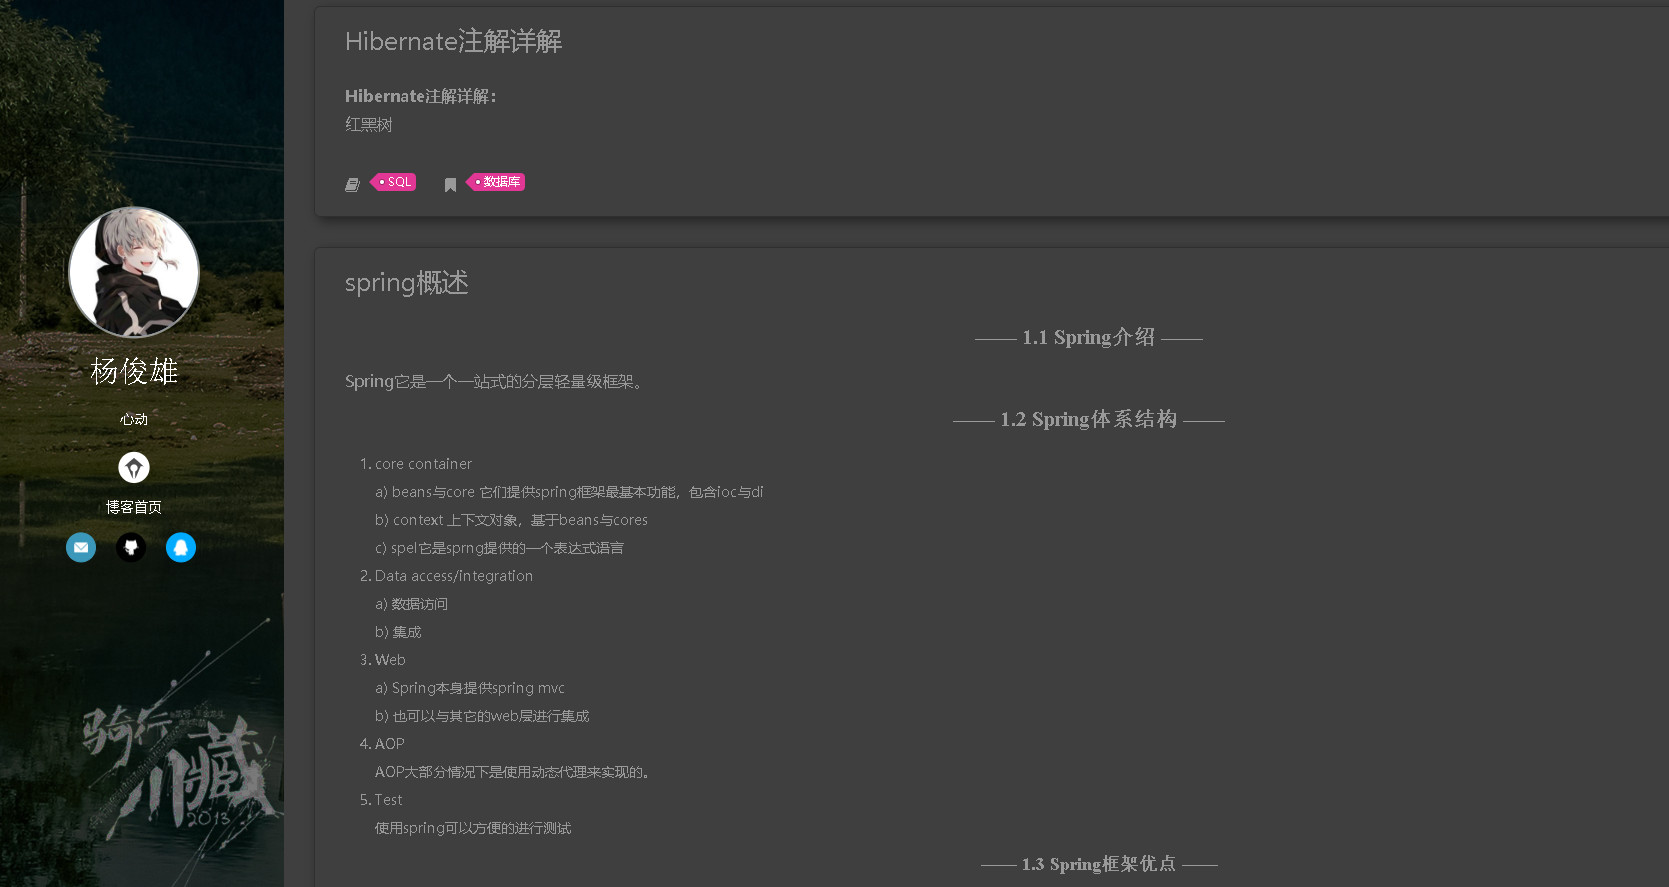 Hibernate注解详解
Hibernate注解详解：
红黑树
SQL
数据库
spring概述
—— 1.1 Spring介绍 ——
Spring它是一个一站式的分层轻量级框架。
—— 1.2 Spring体系结构 ——
1. core container
a) beans与core 它们提供spring框架最基本功能，包含ioc与di
b) context 上下文对象，基于beans与cores
c) spel它是sprng提供的一个表达式语言
2. Data access/integration
a) 数据访问
b) 集成
3. Web
a) Spring本身提供spring mvc
b) 也可以与其它的web层进行集成
4. AOP
AOP大部分情况下是使用动态代理来实现的。
5. Test
使用spring可以方便的进行测试
—— 1.3 Spring框架优点 ——
杨俊雄
心动
博客首页
骑行
川藏
2013